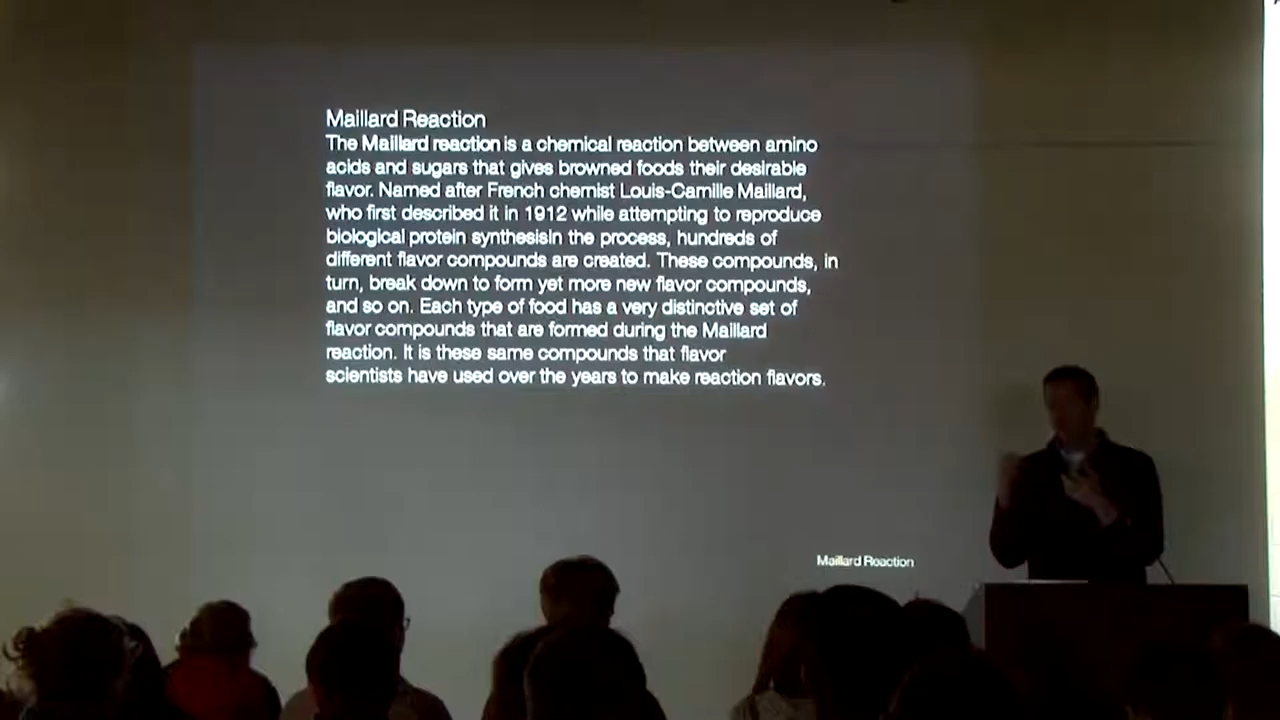 Maillard Reaction
The Maillard reaction is a chemical reaction between amino
acids and sugars that gives browned foods their desirable
flavor. Named after French chemist Louis-Camille Maillard,
who first described it in 1912 while attempting to reproduce
biological protein synthesisIn the process, hundreds of
different flavor compounds are created. These compounds, in
turn, break down to form yet more new flavor compounds,
and so on. Each type of food has a very distinctive set of
flavor compounds that are formed during the Maillard
reaction. It is these same compounds that flavor
scientists have used over the years to make reaction flavors.
Maillard Reaction